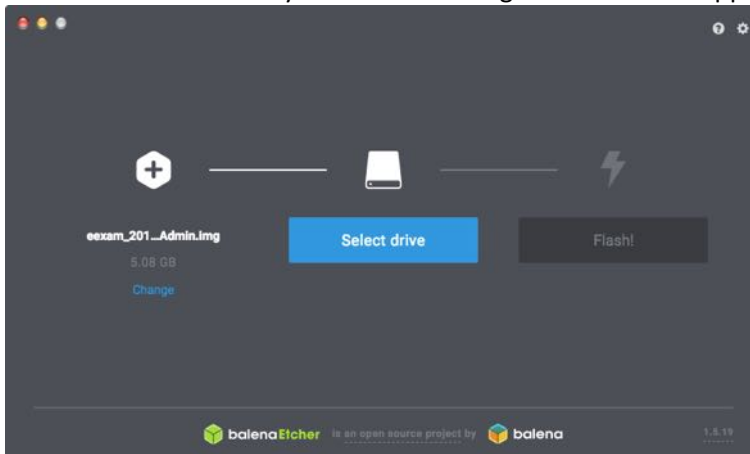 eexam_201...Admin.img
Select drive
Flash!
5.08 GB
Change
balenaEtcher is an open source project by balena
1.5.19